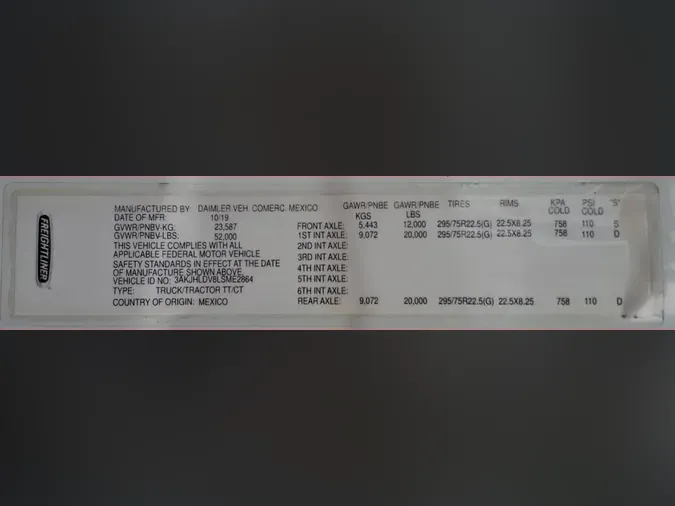 FREIGHTLINER
GAWR/PNBE GAWR/PNBE TIRES RIMS KPA PSI "S"
MANUFACTURED BY: DAIMLER VEH. COMERC. MEXICO KGS LBS COLD COLD
DATE OF MFR: 10/19
GVWR/PNBV-KG: 23,587 FRONT AXLE: 5,443 12,000 295/75R22.5(G) 22.5X8.25 758 110 S
GVWR/PNBV-LBS: 52,000 1ST INT AXLE: 9,072 20,000 295/75R22.5(G) 22.5X8.25 758 110 D
THIS VEHICLE COMPLIES WITH ALL 2ND INT AXLE:
APPLICABLE FEDERAL MOTOR VEHICLE 3RD INT AXLE:
SAFETY STANDARDS IN EFFECT AT THE DATE 4TH INT AXLE:
OF MANUFACTURE SHOWN ABOVE.
VEHICLE ID NO: 3AKJHLDV8LSME2864 5TH INT AXLE:
TYPE: TRUCK/TRACTOR TT/CT 6TH INT AXLE:
COUNTRY OF ORIGIN: MEXICO REAR AXLE: 9,072 20,000 295/75R22.5(G) 22.5X8.25 758 110 D